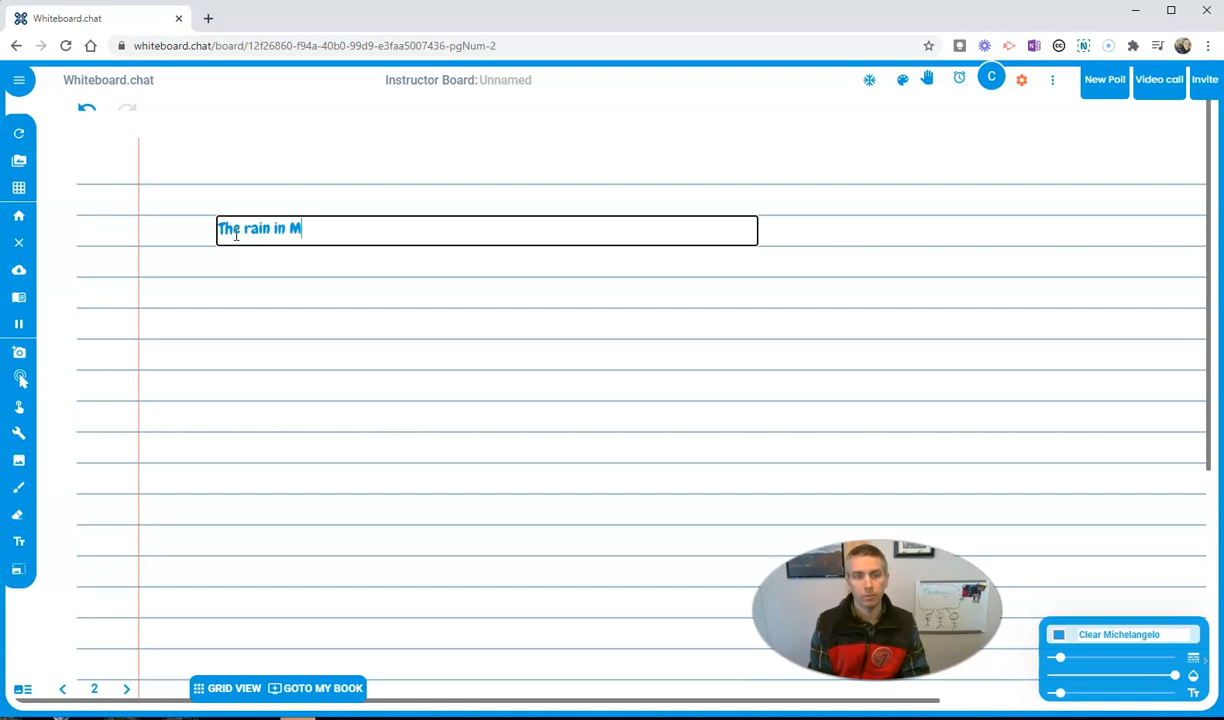 Whiteboard.chat
whiteboard.chat/board/12f26860-f94a-40b0-99d9-e3faa5007436-pgNum-2
Whiteboard.chat
Instructor Board: Unnamed
C
New Poll
Video call
Invite
The rain in M
Clear Michelangelo
2
GRID VIEW
GOTO MY BOOK